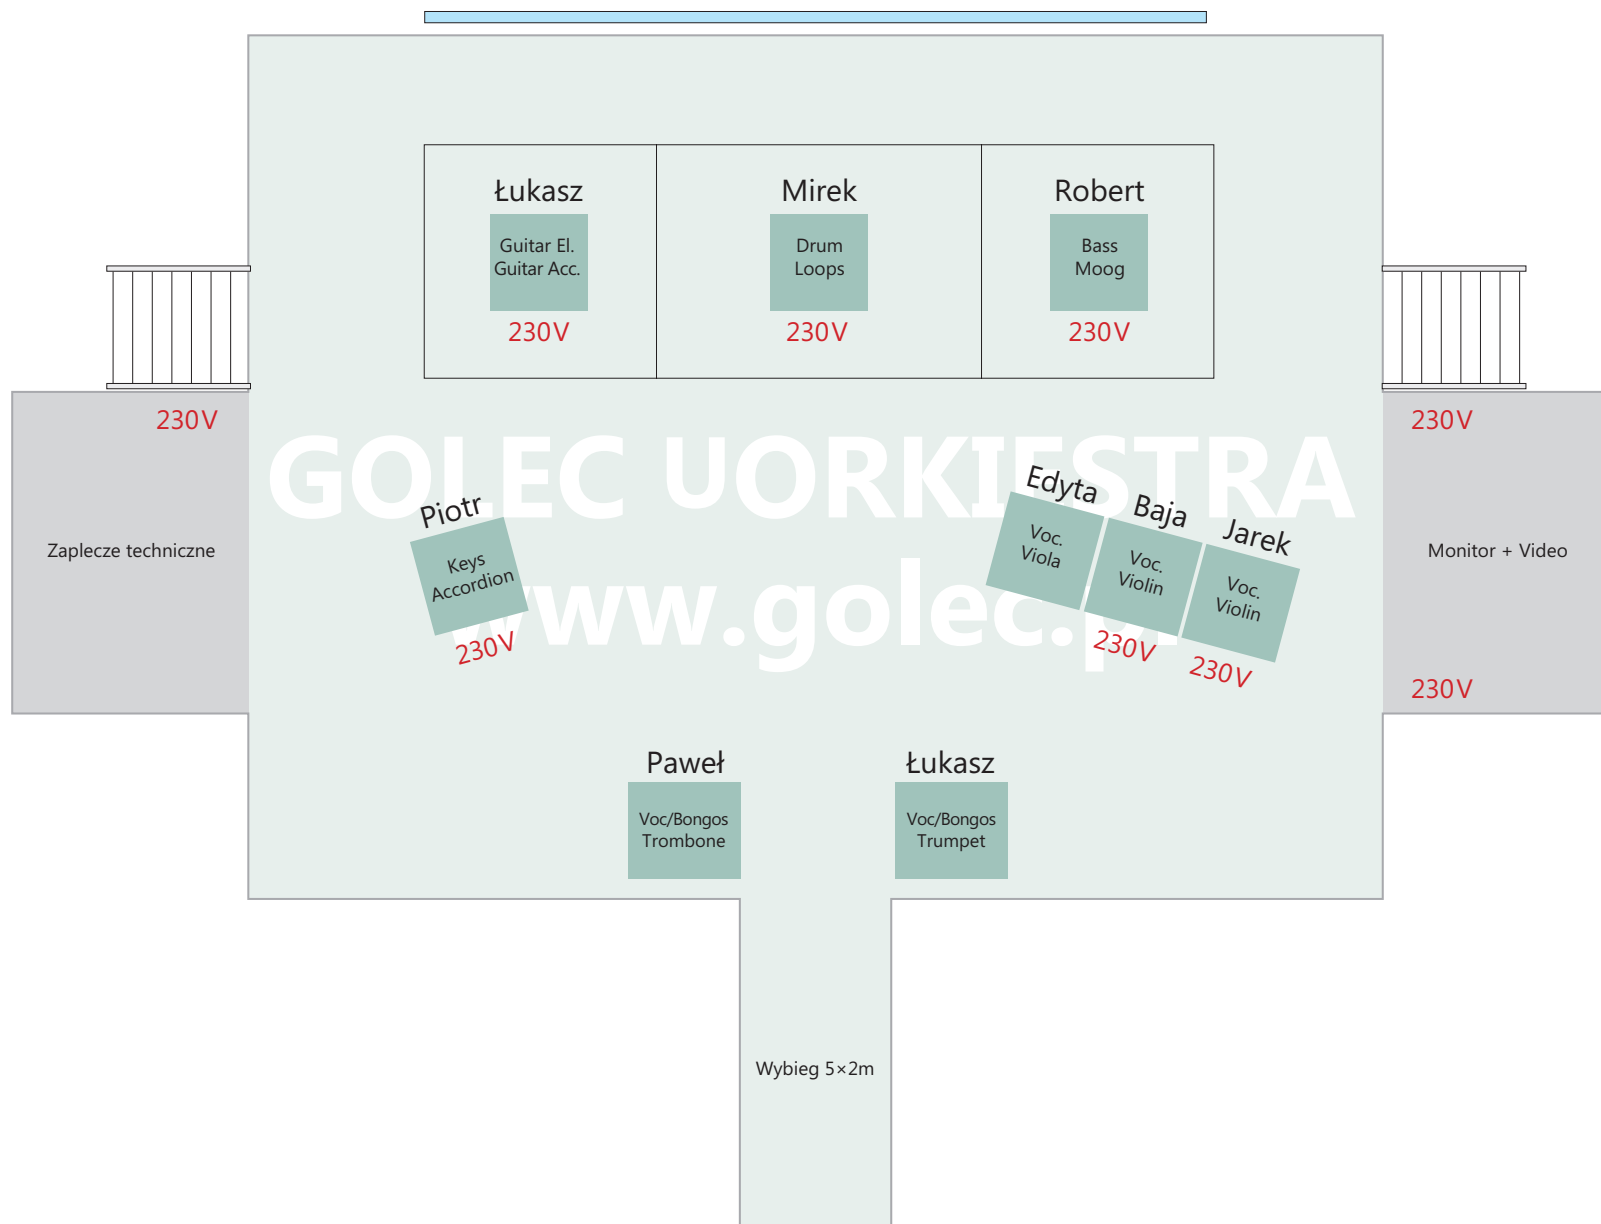 Łukasz
Guitar El.
Guitar Acc.
230V
Mirek
Drum
Loops
230V
Robert
Bass
Moog
230V
230V
Zaplecze techniczne
230V
Monitor + Video
230V
GOLEC UORKIESTRA
www.golec.pl
Piotr
Keys
Accordion
230V
Edyta
Voc.
Viola
Baja
Voc.
Violin
230V
Jarek
Voc.
Violin
230V
Paweł
Voc/Bongos
Trombone
Łukasz
Voc/Bongos
Trumpet
Wybieg 5×2m